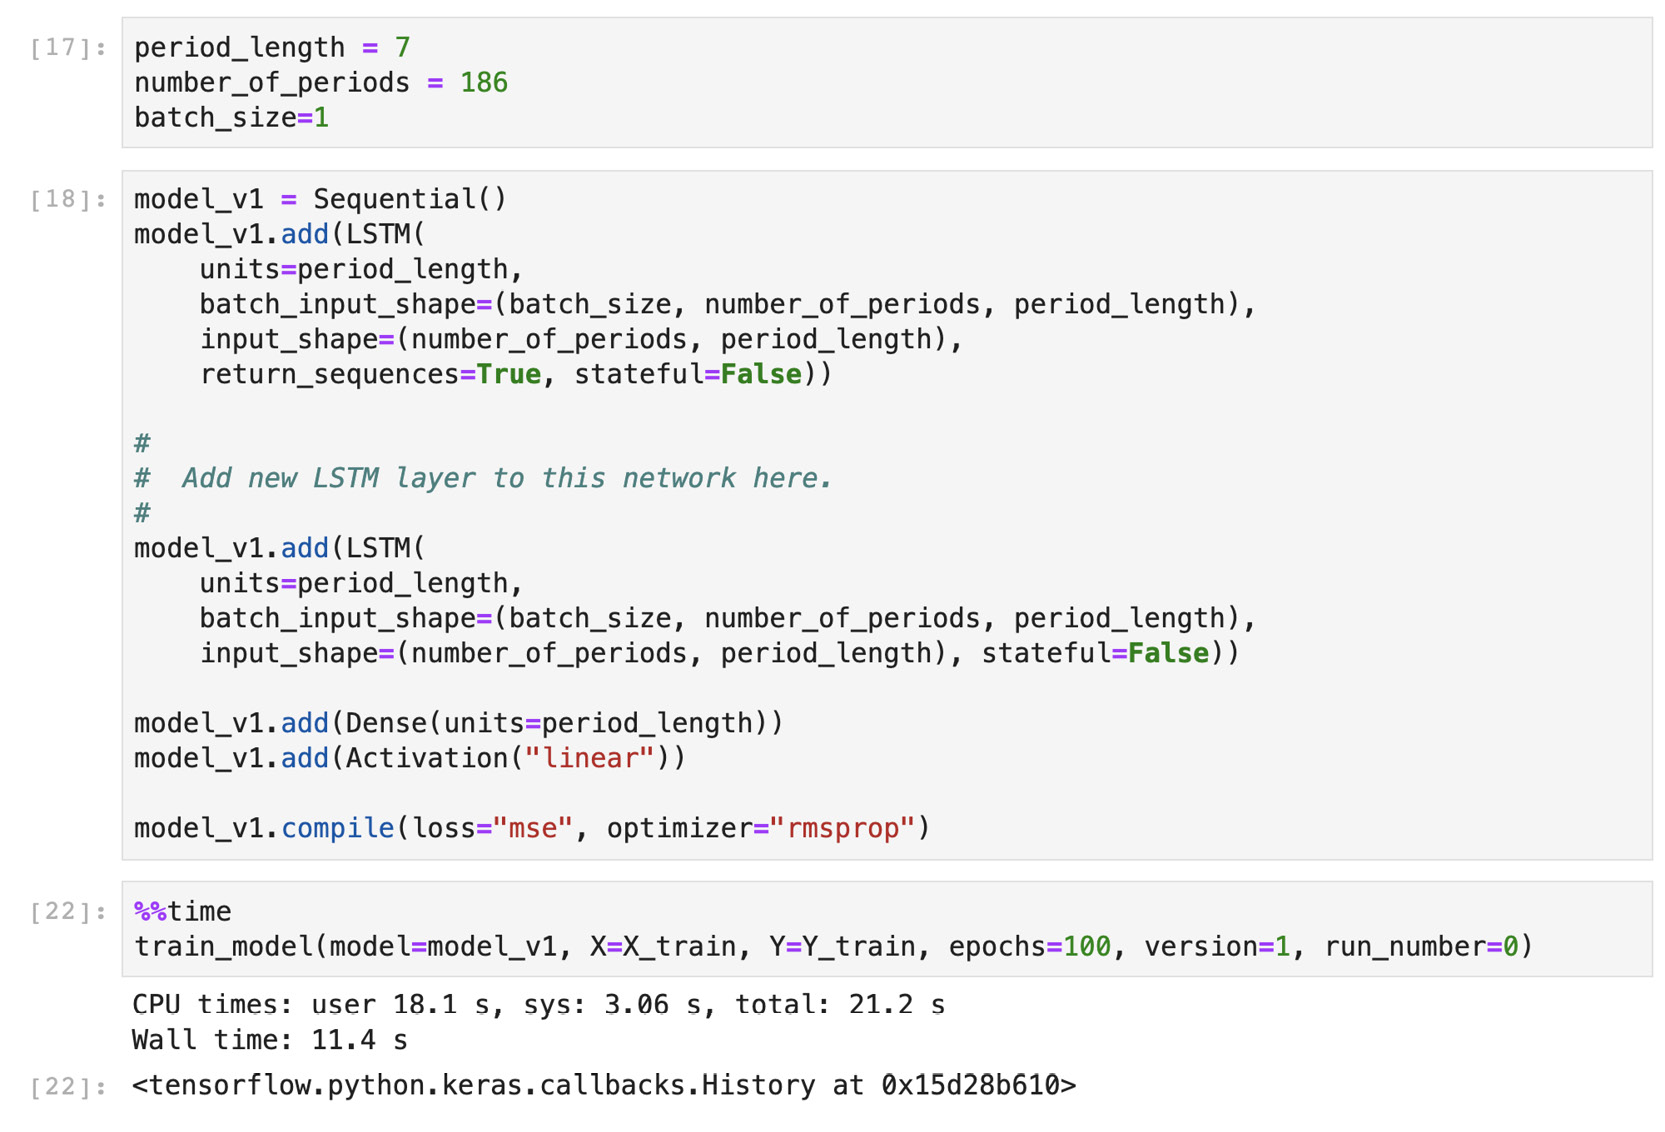 [17]: period_length = 7
number_of_periods = 186
batch_size=1
[18]: model_v1 = Sequential()
model_v1.add(LSTM(
    units=period_length,
    batch_input_shape=(batch_size, number_of_periods, period_length),
    input_shape=(number_of_periods, period_length),
    return_sequences=True, stateful=False))
#
#  Add new LSTM layer to this network here.
#
model_v1.add(LSTM(
    units=period_length,
    batch_input_shape=(batch_size, number_of_periods, period_length),
    input_shape=(number_of_periods, period_length), stateful=False))
model_v1.add(Dense(units=period_length))
model_v1.add(Activation("linear"))
model_v1.compile(loss="mse", optimizer="rmsprop")
[22]: %%time
train_model(model=model_v1, X=X_train, Y=Y_train, epochs=100, version=1, run_number=0)
CPU times: user 18.1 s, sys: 3.06 s, total: 21.2 s
Wall time: 11.4 s
[22]: <tensorflow.python.keras.callbacks.History at 0x15d28b610>